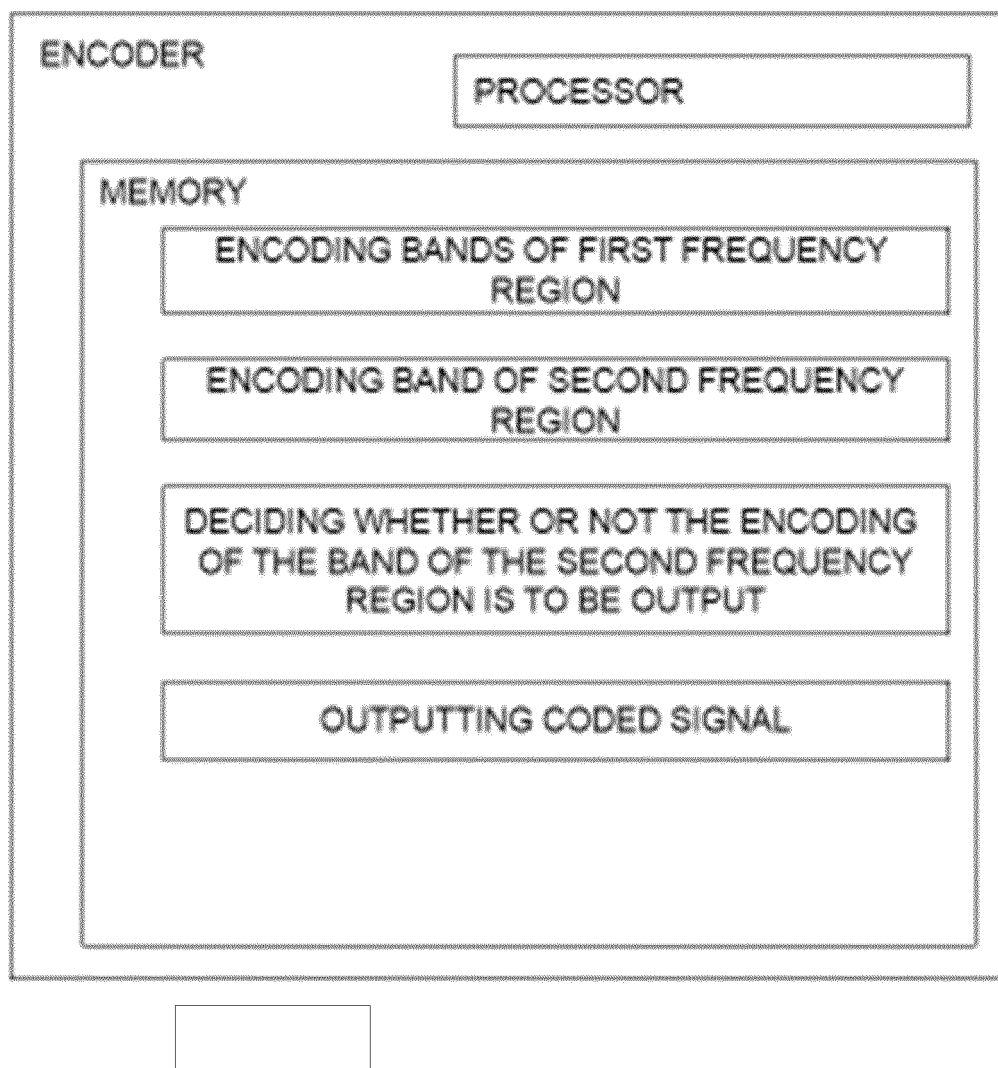 ENCODER
PROCESSOR
MEMORY
ENCODING BANDS OF FIRST FREQUENCY
REGION
ENCODING BAND OF SECOND FREQUENCY
REGION
DECIDING WHETHER OR NOT THE ENCODING
OF THE BAND OF THE SECOND FREQUENCY
REGION IS TO BE OUTPUT
OUTPUTTING CODED SIGNAL